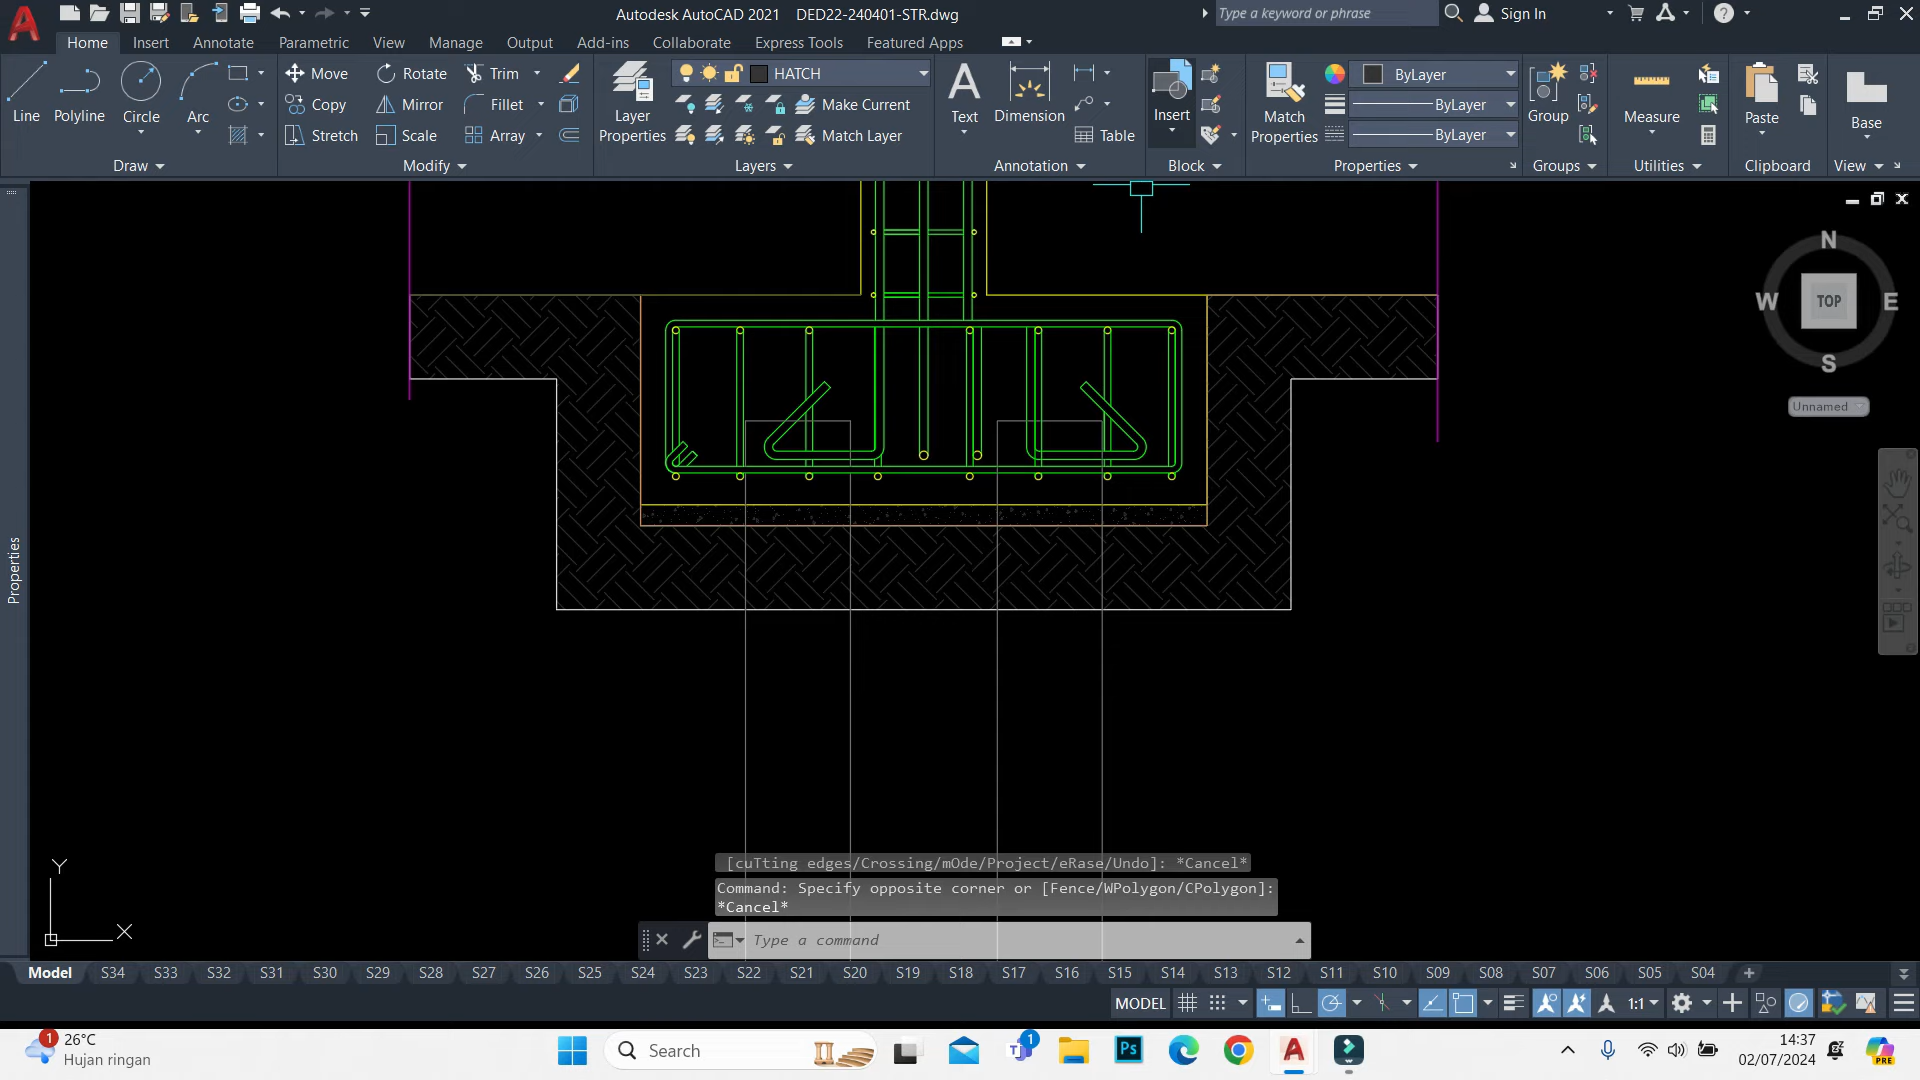 Autodesk AutoCAD 2021 DED22-240401-STR.dwg
Type a keyword or phrase
Sign In
Home Insert Annotate Parametric View Manage Output Add-ins Collaborate Express Tools Featured Apps
Line Polyline Circle Arc
Move Rotate Trim
Copy Mirror Fillet
Stretch Scale Array
Layer Properties
HATCH
Make Current
Match Layer
Text Dimension
Table
Insert
Match Properties
ByLayer
ByLayer
ByLayer
Group
Measure
Paste
Base
Draw Modify Layers Annotation Block Properties Groups Utilities Clipboard View
N
W TOP E
S
Unnamed
Properties
Y
X
[cuTting edges/Crossing/mOde/Project/eRase/Undo]: *Cancel*
Command: Specify opposite corner or [Fence/WPolygon/CPolygon]:
*Cancel*
Type a command
Model S34 S33 S32 S31 S30 S29 S28 S27 S26 S25 S24 S23 S22 S21 S20 S19 S18 S17 S16 S15 S14 S13 S12 S11 S10 S09 S08 S07 S06 S05 S04
MODEL 1:1
1 26°C
Hujan ringan
Search
1
Ps
14:37
02/07/2024
PRE